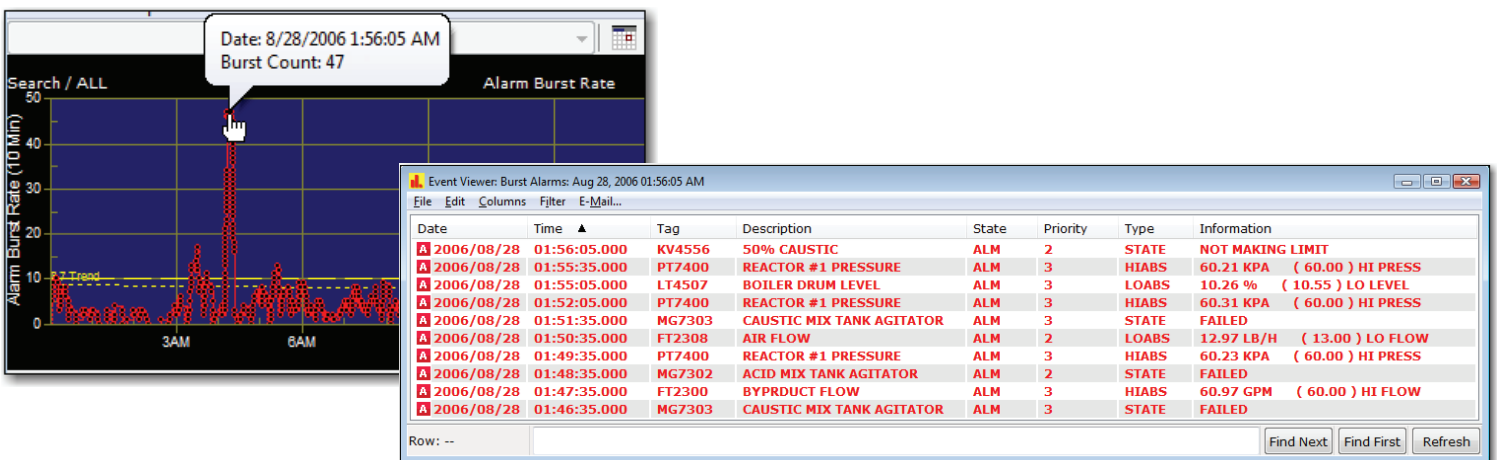 Date: 8/28/2006 1:56:05 AM
Burst Count: 47
Search / ALL
Alarm Burst Rate
Alarm Burst Rate (10 Min)
50
40
30
20
10
0
Trend
3AM
6AM
Event Viewer: Burst Alarms: Aug 28, 2006 01:56:05 AM
File Edit Columns Filter E-Mail...
Date Time ▲ Tag Description State Priority Type Information
A 2006/08/28 01:56:05.000 KV4556 50% CAUSTIC ALM 2 STATE NOT MAKING LIMIT
A 2006/08/28 01:55:35.000 PT7400 REACTOR #1 PRESSURE ALM 3 HIABS 60.21 KPA ( 60.00 ) HI PRESS
A 2006/08/28 01:55:05.000 LT4507 BOILER DRUM LEVEL ALM 3 LOABS 10.26 % ( 10.55 ) LO LEVEL
A 2006/08/28 01:52:05.000 PT7400 REACTOR #1 PRESSURE ALM 3 HIABS 60.31 KPA ( 60.00 ) HI PRESS
A 2006/08/28 01:51:35.000 MG7303 CAUSTIC MIX TANK AGITATOR ALM 3 STATE FAILED
A 2006/08/28 01:50:35.000 FT2308 AIR FLOW ALM 2 LOABS 12.97 LB/H ( 13.00 ) LO FLOW
A 2006/08/28 01:49:35.000 PT7400 REACTOR #1 PRESSURE ALM 3 HIABS 60.23 KPA ( 60.00 ) HI PRESS
A 2006/08/28 01:48:35.000 MG7302 ACID MIX TANK AGITATOR ALM 2 STATE FAILED
A 2006/08/28 01:47:35.000 FT2300 BYPRDUCT FLOW ALM 3 HIABS 60.97 GPM ( 60.00 ) HI FLOW
A 2006/08/28 01:46:35.000 MG7303 CAUSTIC MIX TANK AGITATOR ALM 3 STATE FAILED
Row: --
Find Next Find First Refresh